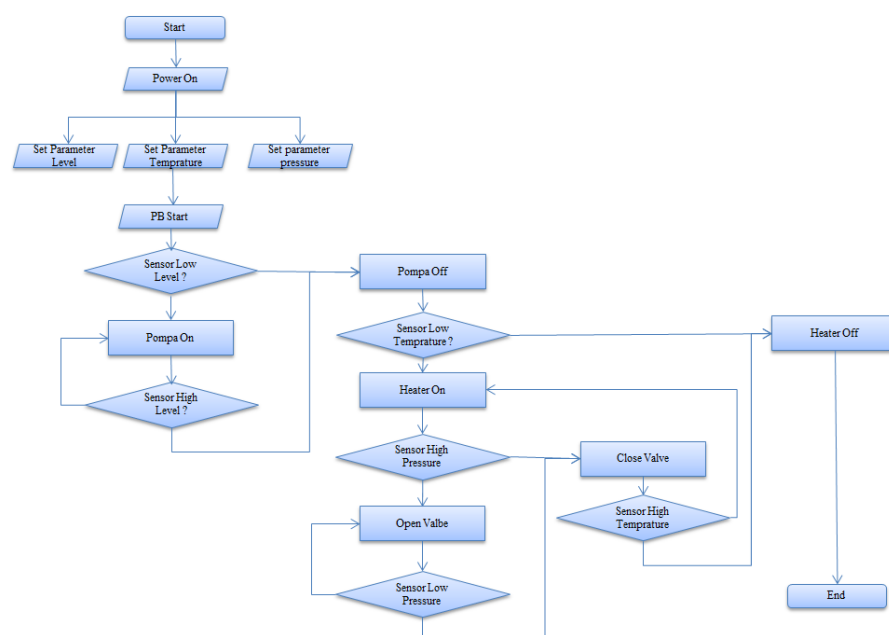 Start
Power On
Set Parameter
Level
Set Parameter
Temprature
Set parameter
pressure
PB Start
Sensor Low
Level ?
Pompa On
Sensor High
Level ?
Pompa Off
Sensor Low
Temprature ?
Heater Off
Heater On
Sensor High
Pressure
Close Valve
Sensor High
Temprature
Open Valbe
Sensor Low
Pressure
End